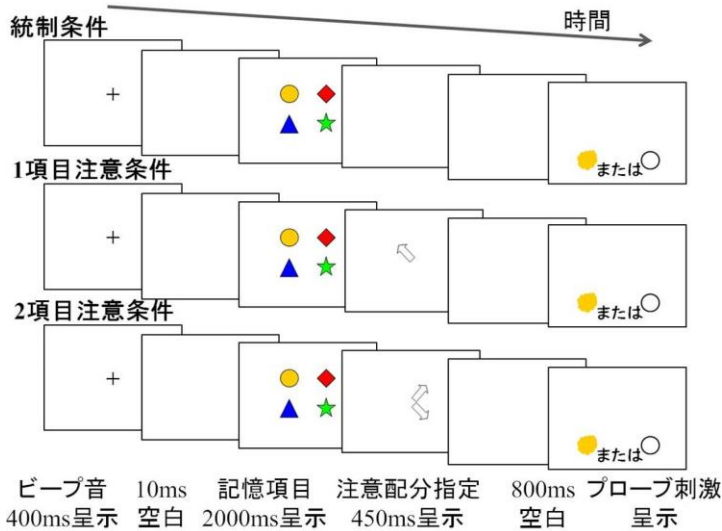 時間
統制条件
または
1項目注意条件
または
2項目注意条件
または
ビープ音 10ms 記憶項目 注意配分指定 800ms プローブ刺激
400ms呈示 空白 2000ms呈示 450ms呈示 空白 呈示